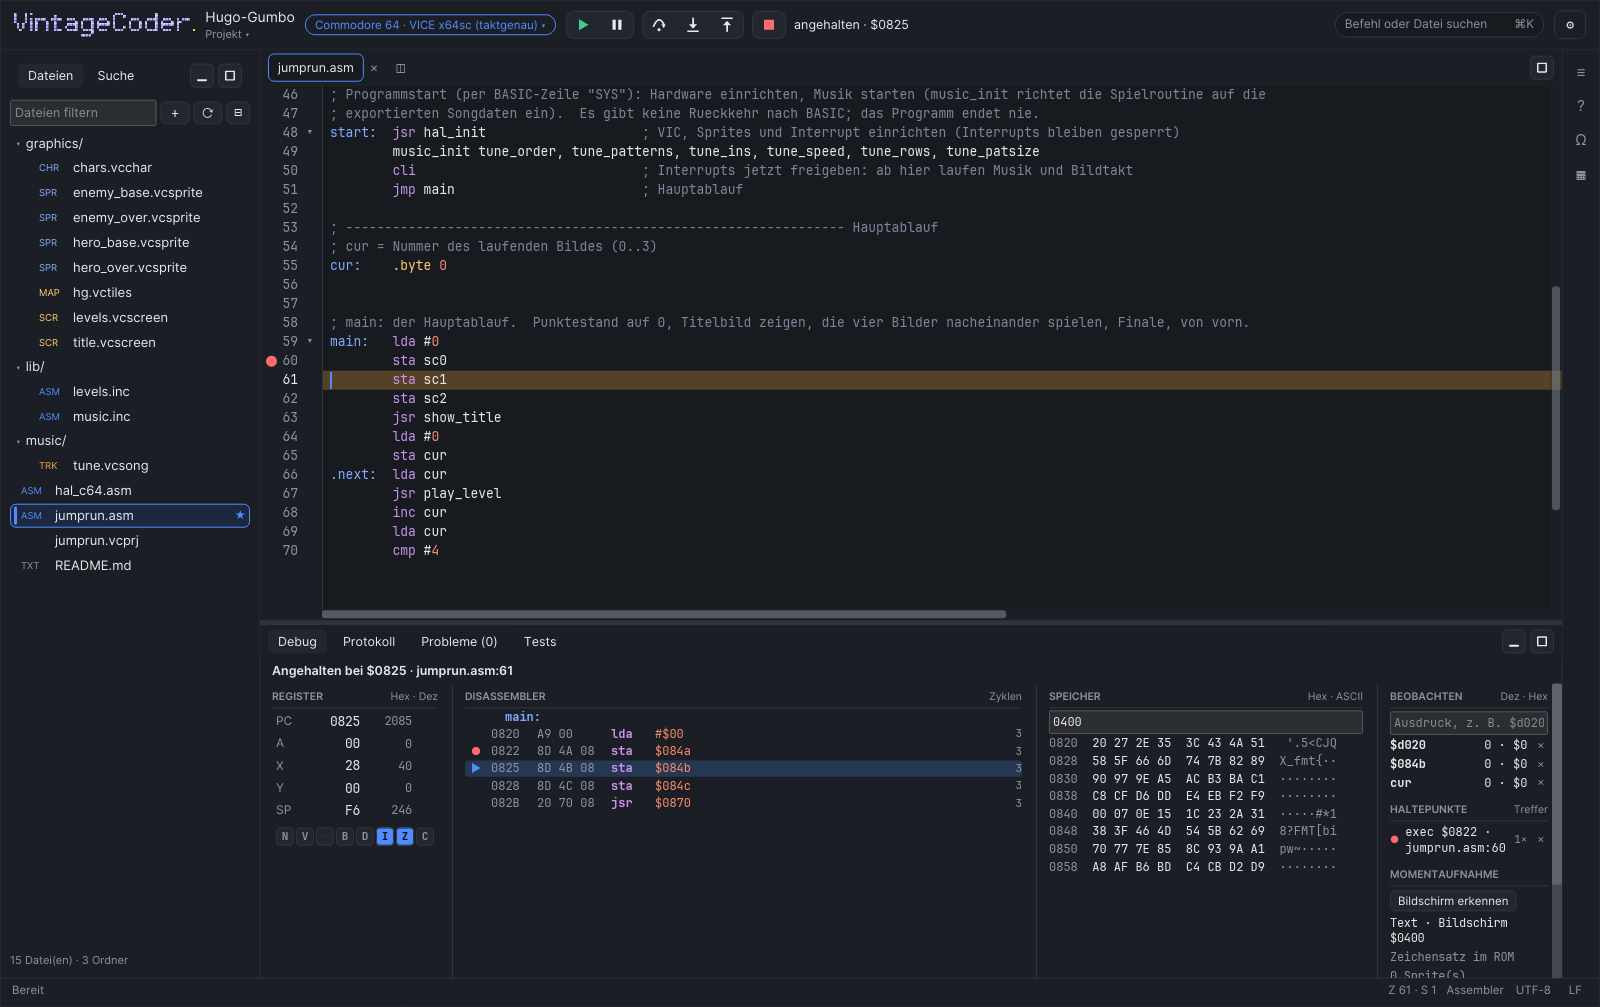 VintageCoder.
Hugo-Gumbo
Projekt ▾
Commodore 64 · VICE x64sc (taktgenau) ▾
angehalten · $0825
Befehl oder Datei suchen ⌘K
Dateien Suche
Dateien filtern
graphics/
CHR chars.vcchar
SPR enemy_base.vcsprite
SPR enemy_over.vcsprite
SPR hero_base.vcsprite
SPR hero_over.vcsprite
MAP hg.vctiles
SCR levels.vcscreen
SCR title.vcscreen
lib/
ASM levels.inc
ASM music.inc
music/
TRK tune.vcsong
ASM hal_c64.asm
ASM jumprun.asm ★
jumprun.vcprj
TXT README.md
15 Datei(en) · 3 Ordner
jumprun.asm ×
46 ; Programmstart (per BASIC-Zeile "SYS"): Hardware einrichten, Musik starten (music_init richtet die Spielroutine auf die
47 ; exportierten Songdaten ein).  Es gibt keine Rueckkehr nach BASIC; das Programm endet nie.
48 start:  jsr hal_init                    ; VIC, Sprites und Interrupt einrichten (Interrupts bleiben gesperrt)
49         music_init tune_order, tune_patterns, tune_ins, tune_speed, tune_rows, tune_patsize
50         cli                             ; Interrupts jetzt freigeben: ab hier laufen Musik und Bildtakt
51         jmp main                        ; Hauptablauf
52
53 ; ---------------------------------------------------------------- Hauptablauf
54 ; cur = Nummer des laufenden Bildes (0..3)
55 cur:    .byte 0
56
57
58 ; main: der Hauptablauf.  Punktestand auf 0, Titelbild zeigen, die vier Bilder nacheinander spielen, Finale, von vorn.
59 main:   lda #0
60         sta sc0
61         sta sc1
62         sta sc2
63         jsr show_title
64         lda #0
65         sta cur
66 .next:  lda cur
67         jsr play_level
68         inc cur
69         lda cur
70         cmp #4
Debug Protokoll Probleme (0) Tests
Angehalten bei $0825 · jumprun.asm:61
REGISTER Hex · Dez
PC 0825 2085
A 00 0
X 28 40
Y 00 0
SP F6 246
N V - B D I Z C
DISASSEMBLER Zyklen
main:
0820 A9 00 lda #$00 3
0822 8D 4A 08 sta $084a 3
0825 8D 4B 08 sta $084b 3
0828 8D 4C 08 sta $084c 3
082B 20 70 08 jsr $0870 3
SPEICHER Hex · ASCII
0400
0820 20 27 2E 35 3C 43 4A 51  '.5<CJQ
0828 58 5F 66 6D 74 7B 82 89 X_fmt{··
0830 90 97 9E A5 AC B3 BA C1 ········
0838 C8 CF D6 DD E4 EB F2 F9 ········
0840 00 07 0E 15 1C 23 2A 31 ·····#*1
0848 38 3F 46 4D 54 5B 62 69 8?FMT[bi
0850 70 77 7E 85 8C 93 9A A1 pw~·····
0858 A8 AF B6 BD C4 CB D2 D9 ········
BEOBACHTEN Dez · Hex
Ausdruck, z. B. $d020
$d020 0 · $0 ×
$084b 0 · $0 ×
cur 0 · $0 ×
HALTEPUNKTE Treffer
exec $0822 · 1× ×
jumprun.asm:60
MOMENTAUFNAHME
Bildschirm erkennen
Text · Bildschirm
$0400
Zeichensatz im ROM
0 Sprite(s)
Bereit
Z 61 · S 1 Assembler UTF-8 LF